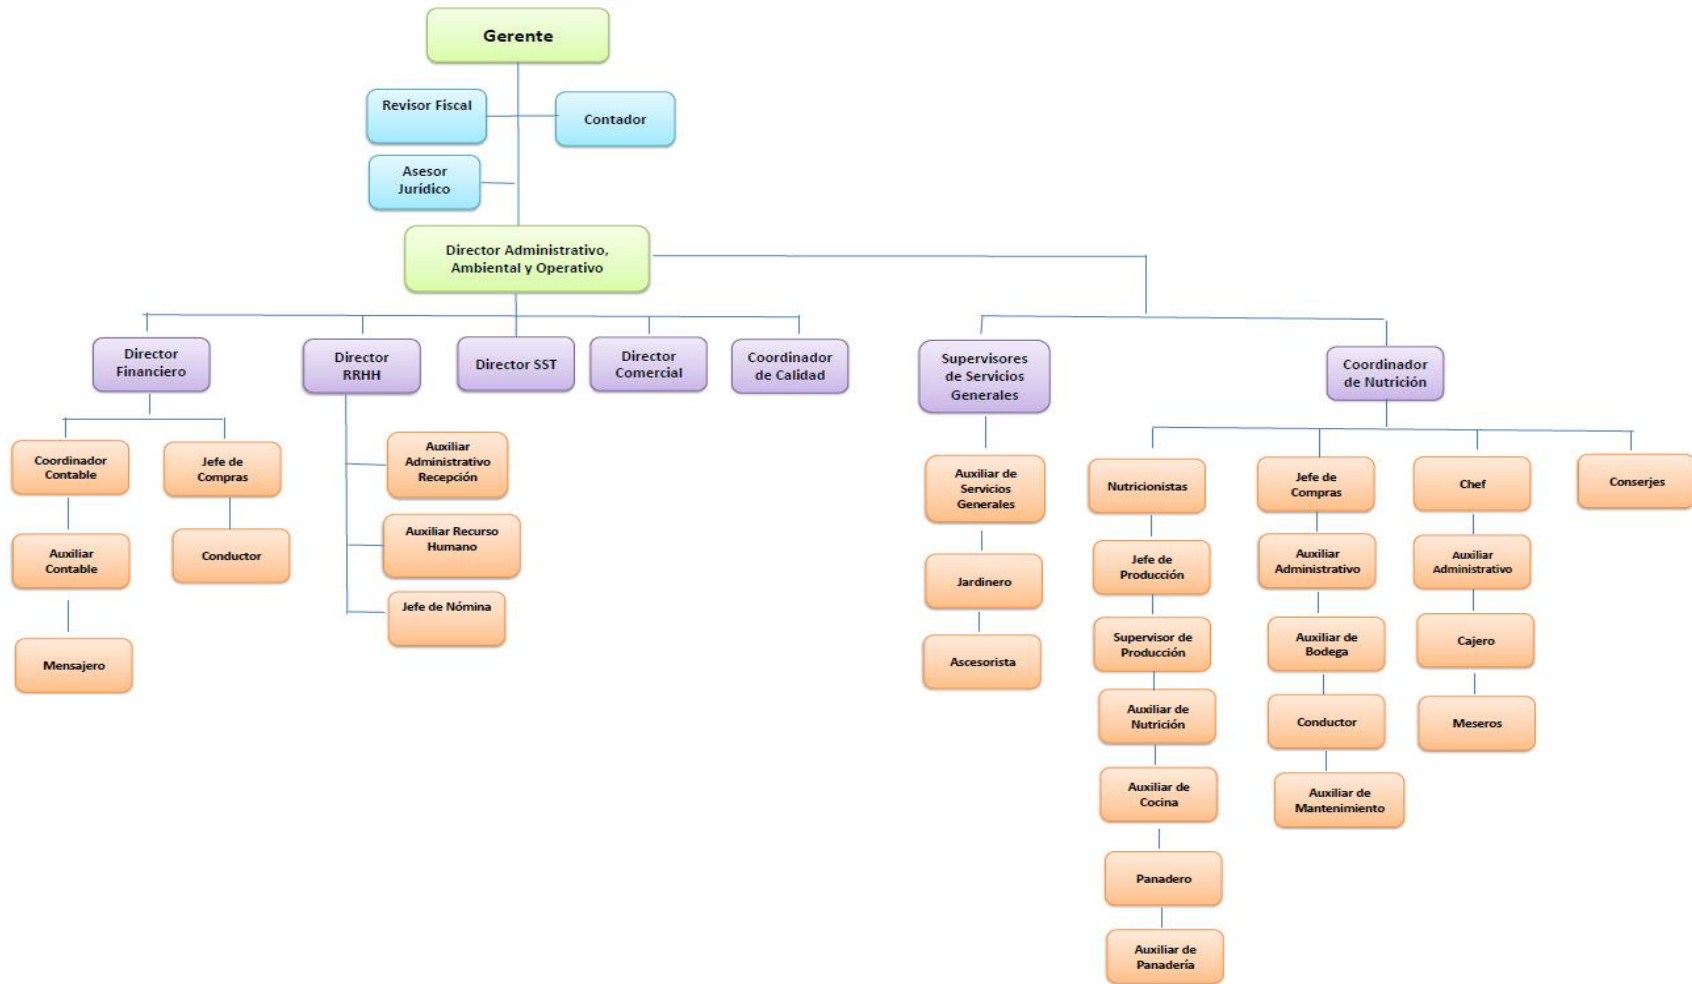 Gerente
Revisor Fiscal
Contador
Asesor
Jurídico
Director Administrativo,
Ambiental y Operativo
Director
Financiero
Director
RRHH
Director SST
Director
Comercial
Coordinador
de Calidad
Supervisores
de Servicios
Generales
Coordinador
de Nutrición
Coordinador
Contable
Jefe de
Compras
Auxiliar
Contable
Conductor
Mensajero
Auxiliar
Administrativo
Recepción
Auxiliar Recurso
Humano
Jefe de Nómina
Auxiliar de
Servicios
Generales
Jardinero
Ascesorista
Nutricionistas
Jefe de
Producción
Supervisor de
Producción
Auxiliar de
Nutrición
Auxiliar de
Cocina
Panadero
Auxiliar de
Panadería
Jefe de
Compras
Auxiliar
Administrativo
Auxiliar de
Bodega
Conductor
Auxiliar de
Mantenimiento
Chef
Auxiliar
Administrativo
Cajero
Meseros
Conserjes